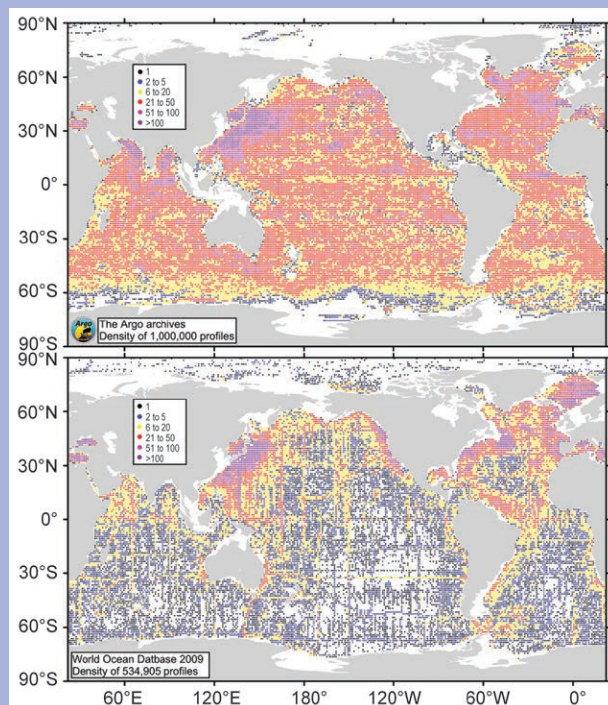 90°N
60°N
30°N
0°
30°S
60°S
90°S
1
2 to 5
6 to 20
21 to 50
51 to 100
>100
Argo
The Argo archives
Density of 1,000,000 profiles
60°N
30°N
0°
30°S
60°S
90°S
1
2 to 5
6 to 20
21 to 50
51 to 100
>100
World Ocean Datbase 2009
Density of 534,905 profiles
60°E 120°E 180° 120°W 60°W 0°